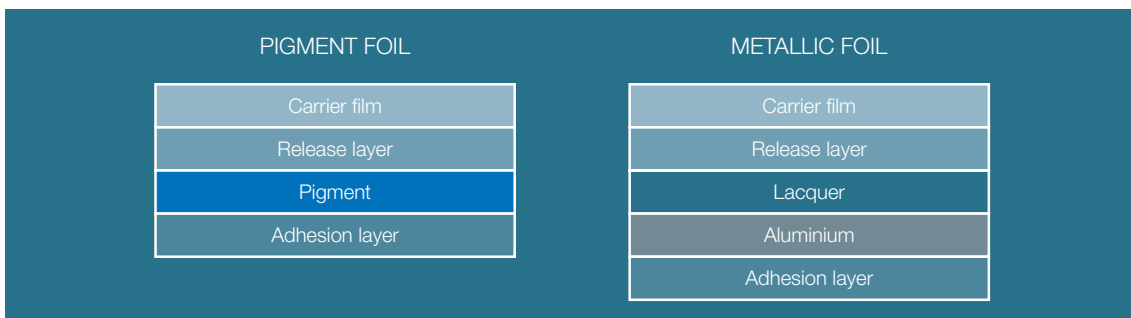 PIGMENT FOIL
Carrier film
Release layer
Pigment
Adhesion layer
METALLIC FOIL
Carrier film
Release layer
Lacquer
Aluminium
Adhesion layer